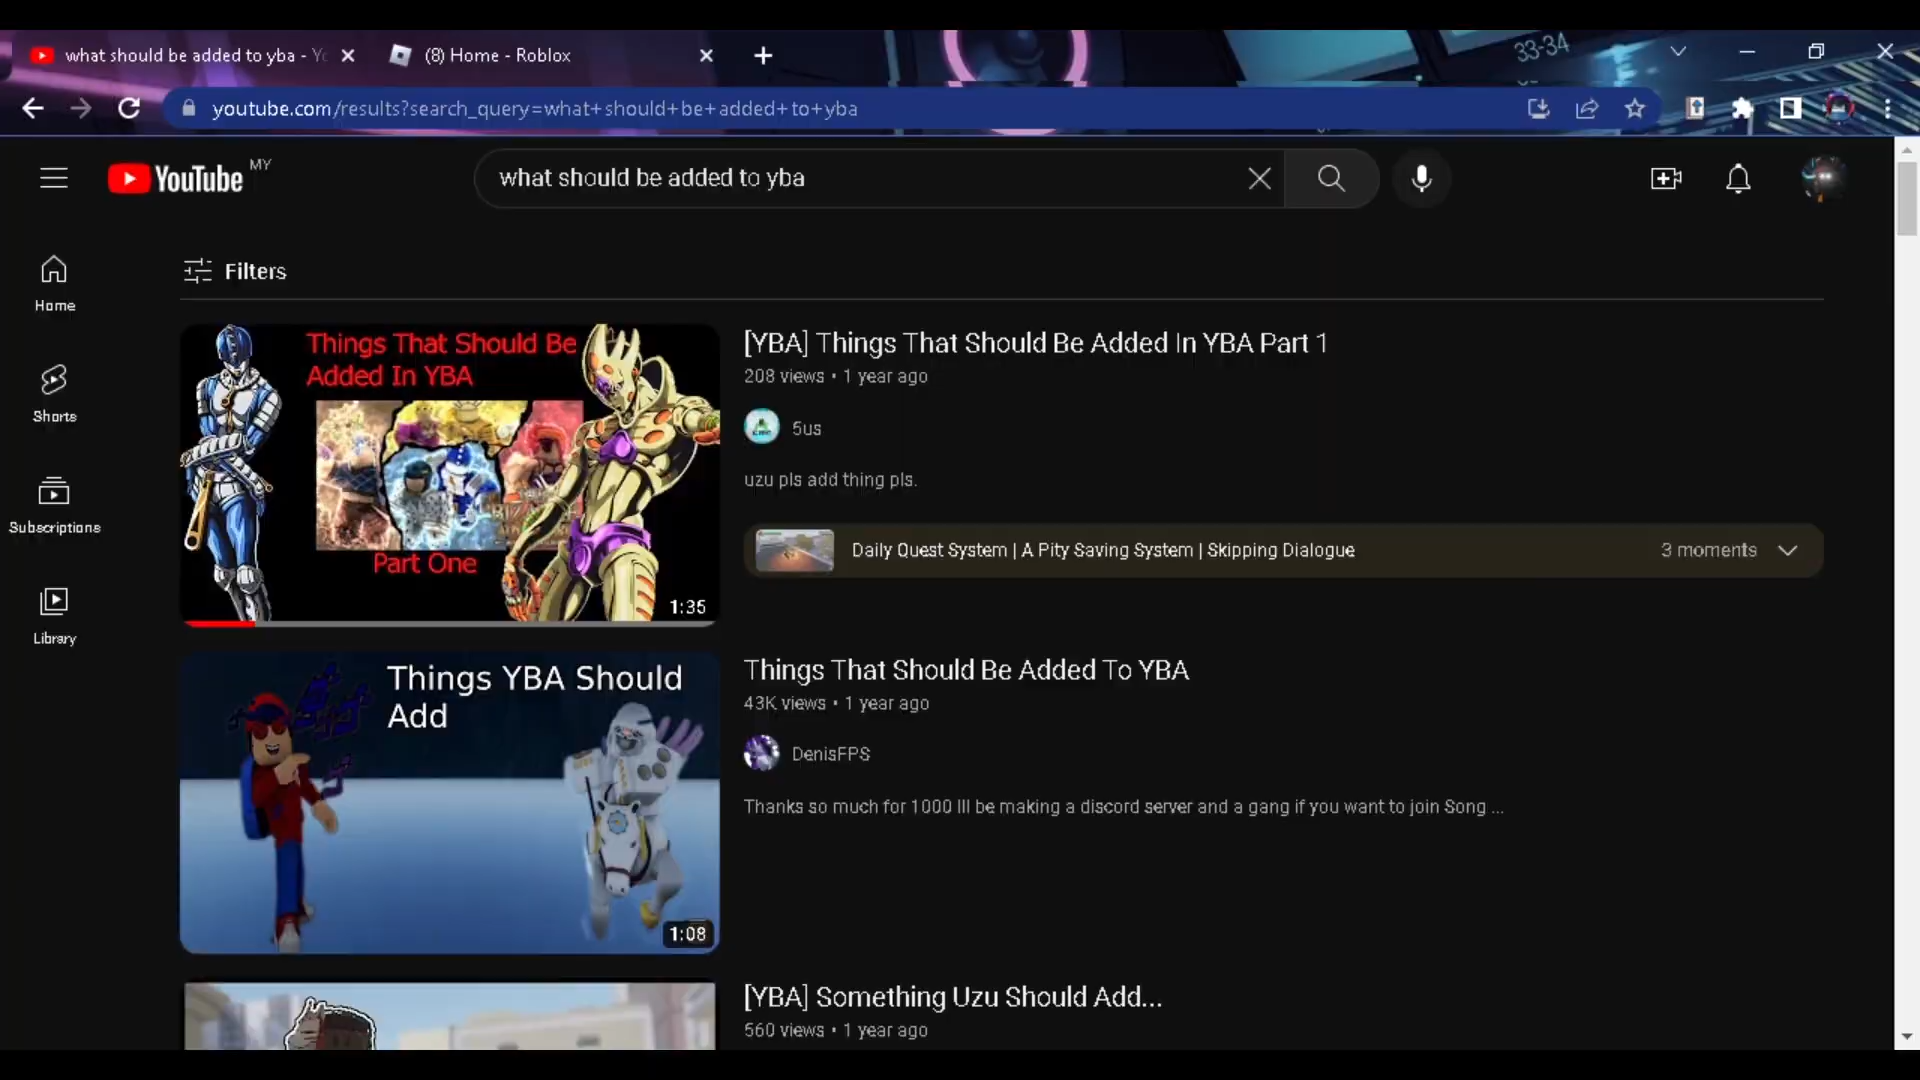 what should be added to yba - Yo
(8) Home - Roblox
33-34
youtube.com/results?search_query=what+should+be+added+to+yba
YouTube MY
what should be added to yba
Filters
Home
Shorts
Subscriptions
Library
Things That Should Be
Added In YBA
Part One
1:35
[YBA] Things That Should Be Added In YBA Part 1
208 views • 1 year ago
5us
uzu pls add thing pls.
Daily Quest System | A Pity Saving System | Skipping Dialogue
3 moments
Things YBA Should
Add
1:08
Things That Should Be Added To YBA
43K views • 1 year ago
DenisFPS
Thanks so much for 1000 Ill be making a discord server and a gang if you want to join Song ...
[YBA] Something Uzu Should Add...
560 views • 1 year ago